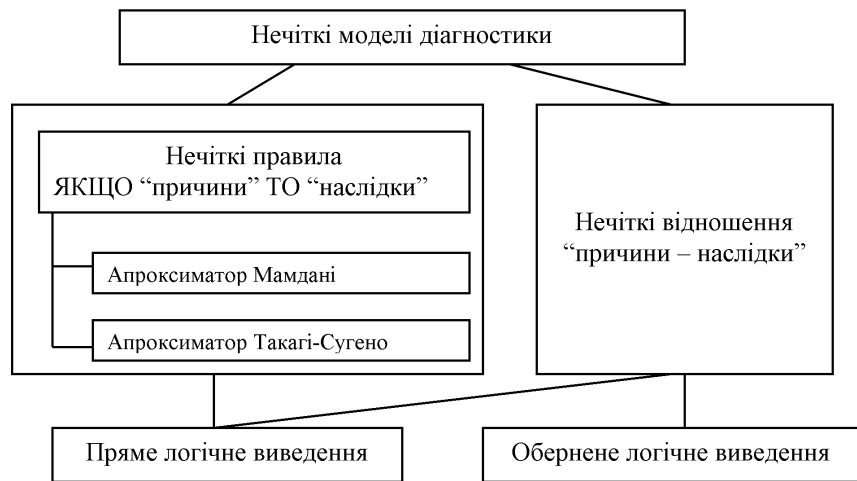 Нечіткі моделі діагностики
Нечіткі правила
ЯКЩО “причини” ТО “наслідки”
Апроксиматор Мамдані
Апроксиматор Такагі-Сугено
Нечіткі відношення
“причини – наслідки”
Пряме логічне виведення
Обернене логічне виведення